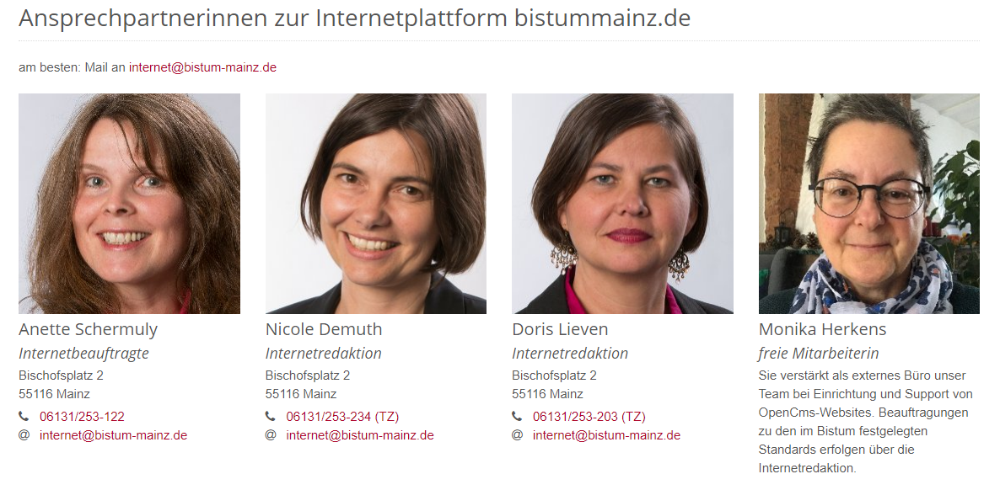 Ansprechpartnerinnen zur Internetplattform bistummainz.de
am besten: Mail an internet@bistum-mainz.de
Anette Schermuly
Internetbeauftragte
Bischofsplatz 2
55116 Mainz
06131/253-122
@ internet@bistum-mainz.de
Nicole Demuth
Internetredaktion
Bischofsplatz 2
55116 Mainz
06131/253-234 (TZ)
@ internet@bistum-mainz.de
Doris Lieven
Internetredaktion
Bischofsplatz 2
55116 Mainz
06131/253-203 (TZ)
@ internet@bistum-mainz.de
Monika Herkens
freie Mitarbeiterin
Sie verstärkt als externes Büro unser
Team bei Einrichtung und Support von
OpenCms-Websites. Beauftragungen
zu den im Bistum festgelegten
Standards erfolgen über die
Internetredaktion.